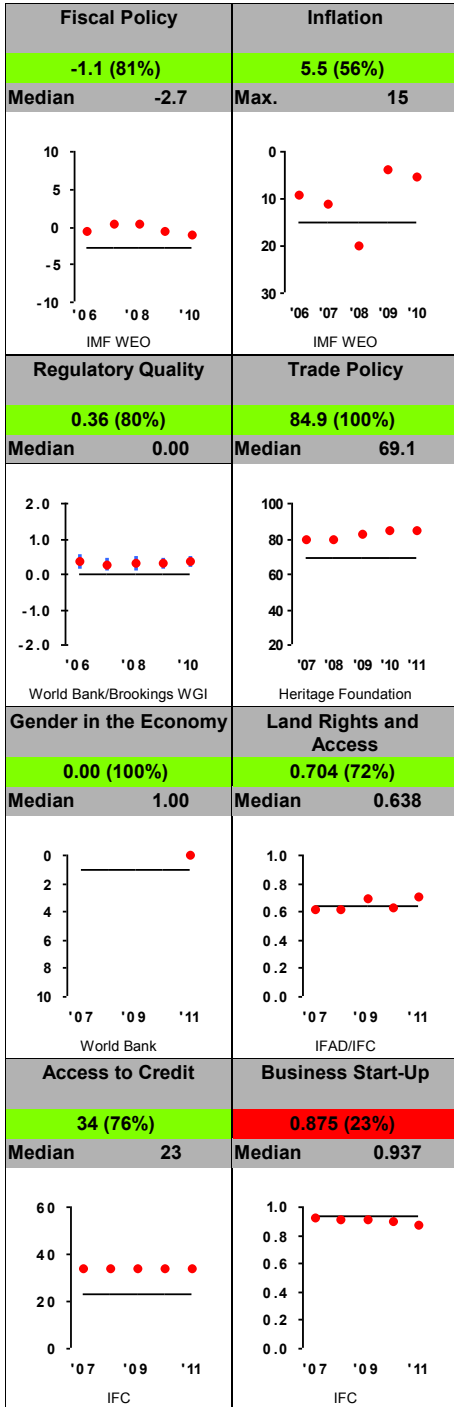 Fiscal Policy
-1.1 (81%)
Median -2.7
10
5
0
-5
-10
'06 '08 '10
IMF WEO
Inflation
5.5 (56%)
Max. 15
0
10
20
30
'06 '07 '08 '09 '10
IMF WEO
Regulatory Quality
0.36 (80%)
Median 0.00
2.0
1.0
0.0
-1.0
-2.0
'06 '08 '10
World Bank/Brookings WGI
Trade Policy
84.9 (100%)
Median 69.1
100
80
60
40
20
'07 '08 '09 '10 '11
Heritage Foundation
Gender in the Economy
0.00 (100%)
Median 1.00
0
2
4
6
8
10
'07 '09 '11
World Bank
Land Rights and
Access
0.704 (72%)
Median 0.638
1.0
0.8
0.6
0.4
0.2
0.0
'07 '09 '11
IFAD/IFC
Access to Credit
34 (76%)
Median 23
60
40
20
0
'07 '09 '11
IFC
Business Start-Up
0.875 (23%)
Median 0.937
1.0
0.8
0.6
0.4
0.2
0.0
'07 '09 '11
IFC